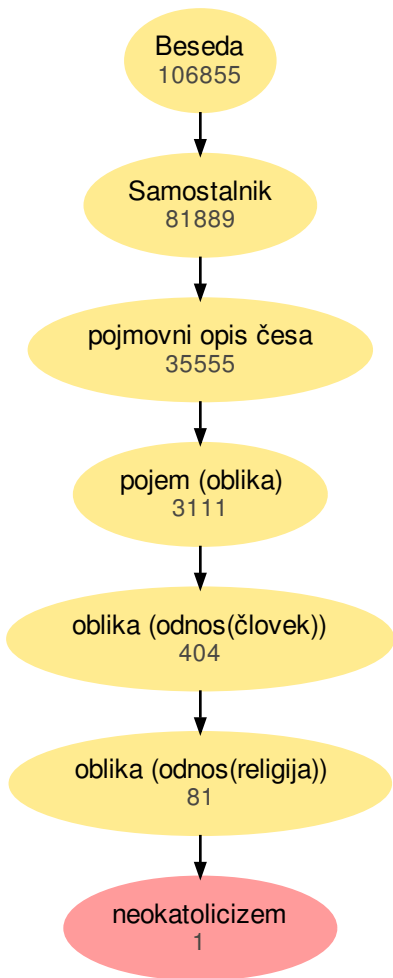 Beseda
106855
Samostalnik
81889
pojmovni opis česa
35555
pojem (oblika)
3111
oblika (odnos(človek))
404
oblika (odnos(religija))
81
neokatolicizem
1